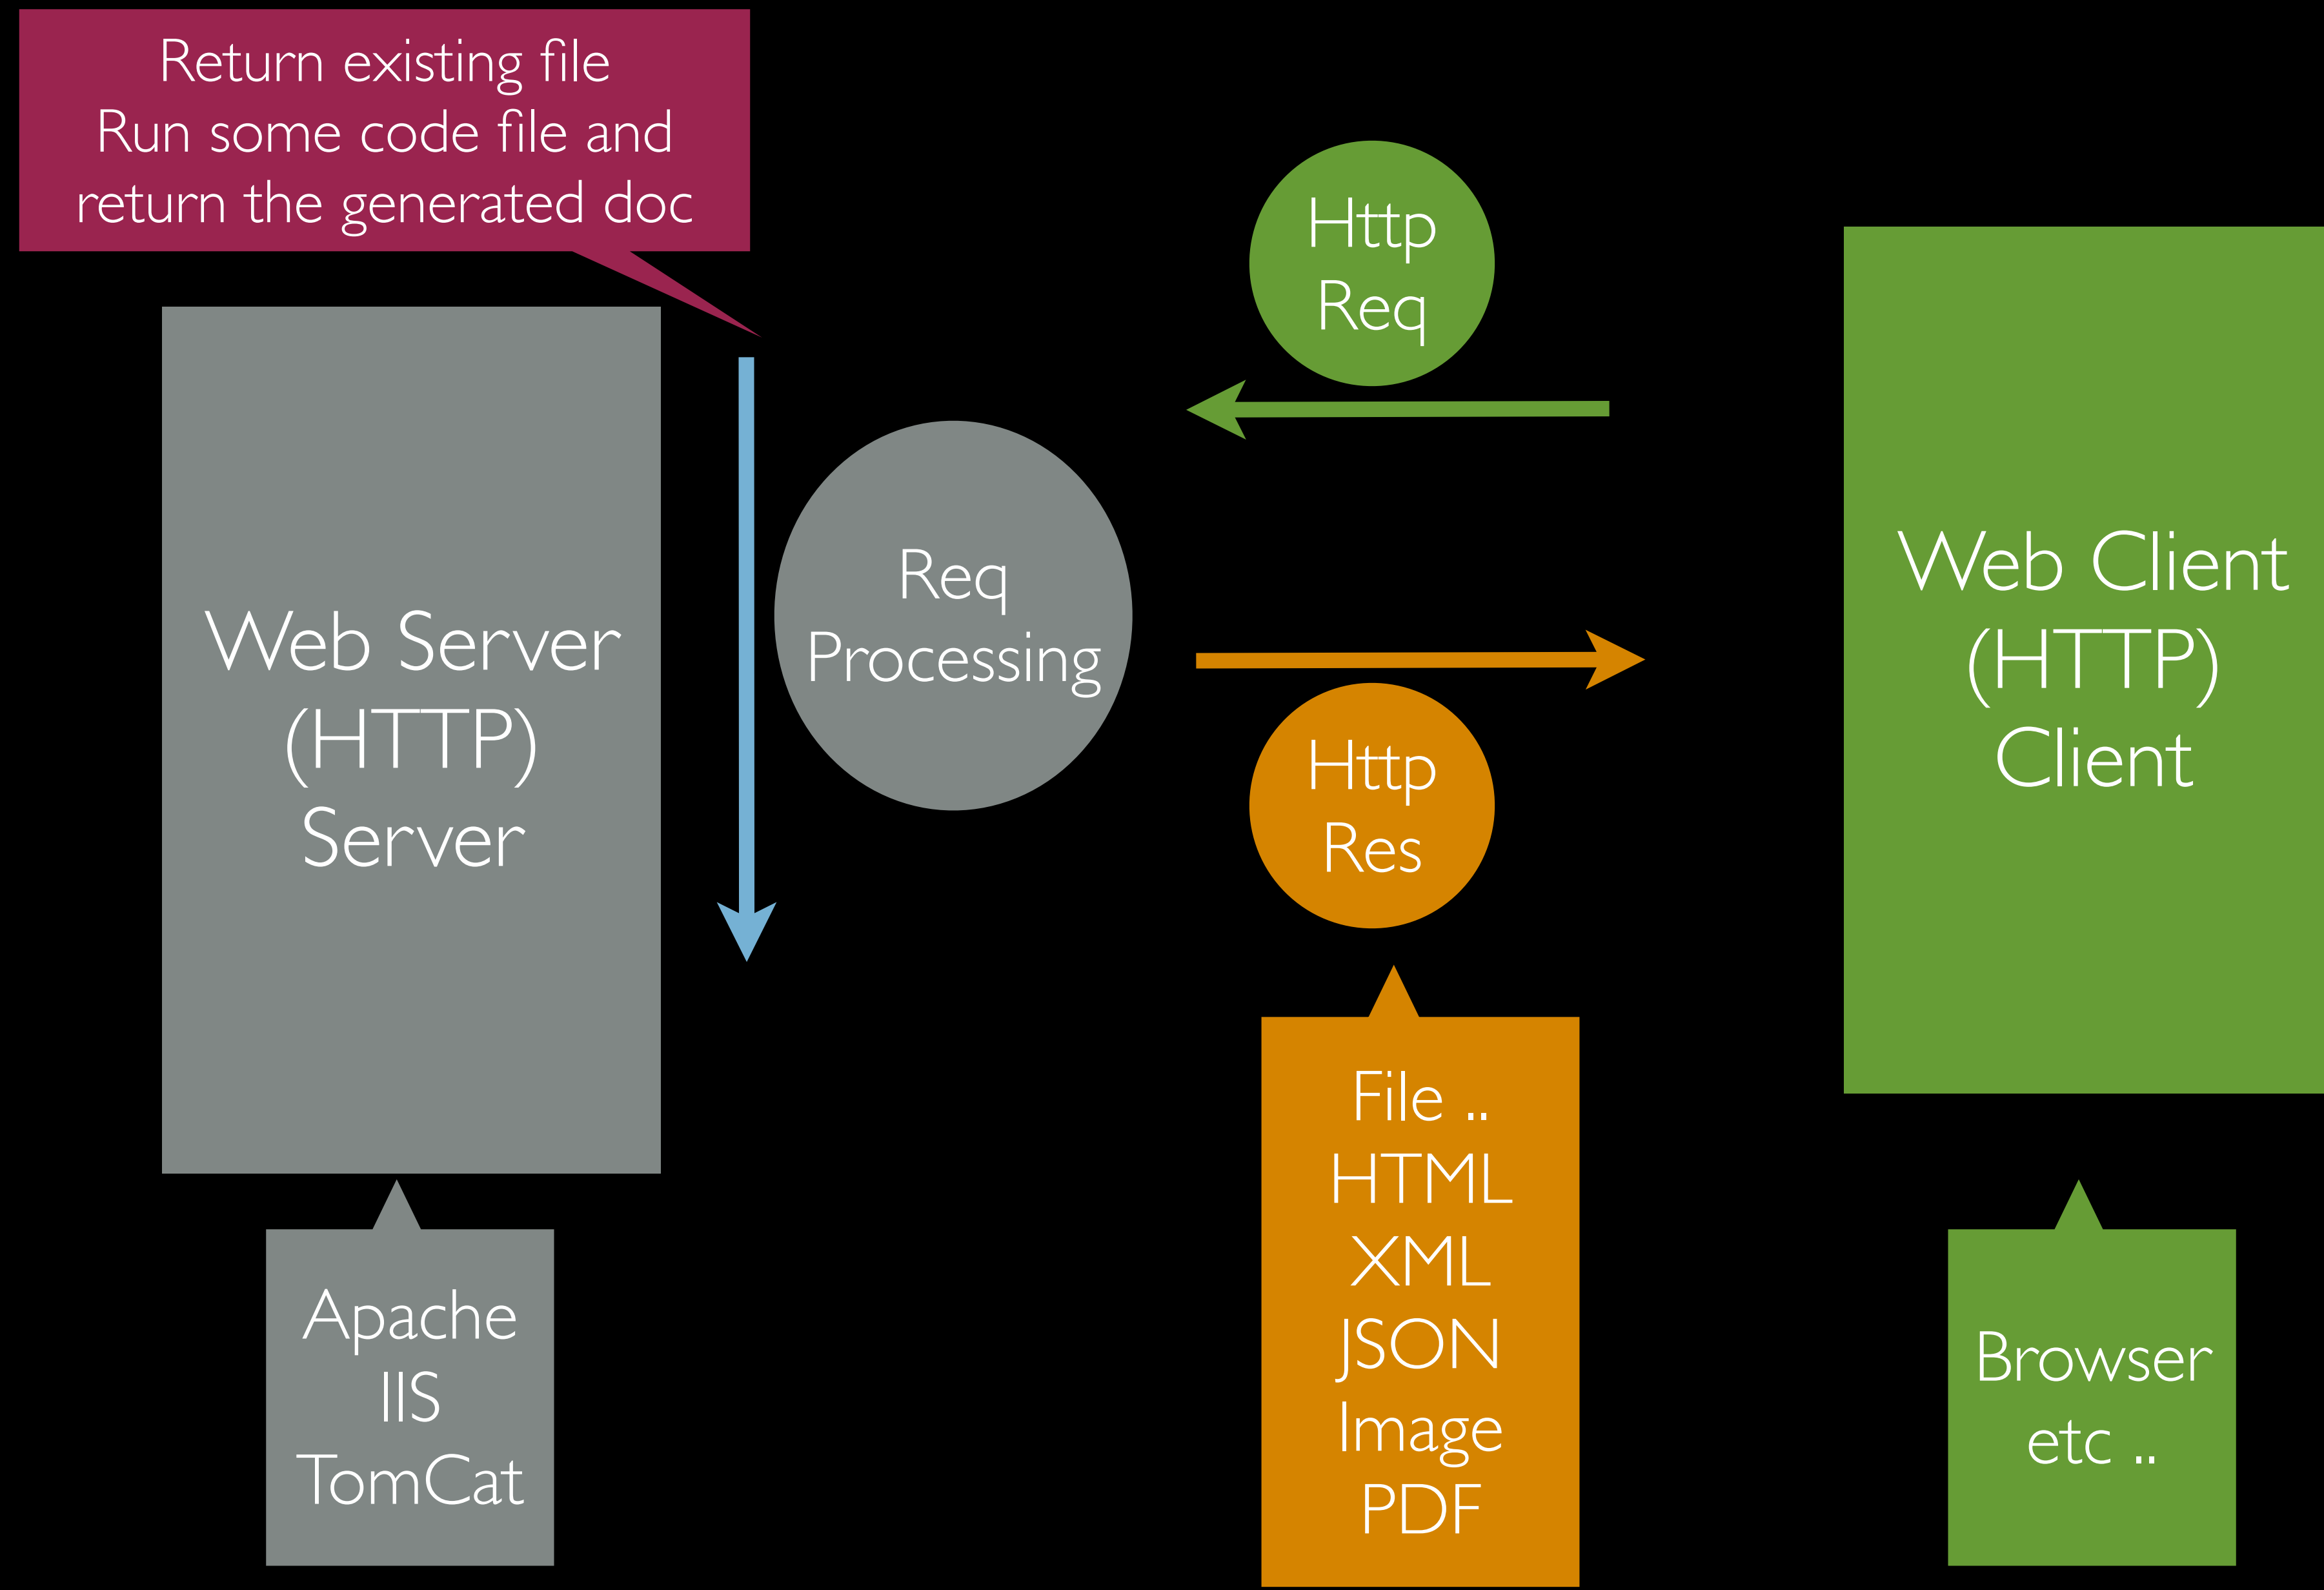 Return existing file
Run some code file and
return the generated doc
Http
Req
Web Server
(HTTP)
Server
Req
Processing
Web Client
(HTTP)
Client
Http
Res
File ..
HTML
XML
JSON
Image
PDF
Apache
IIS
TomCat
Browser
etc ..